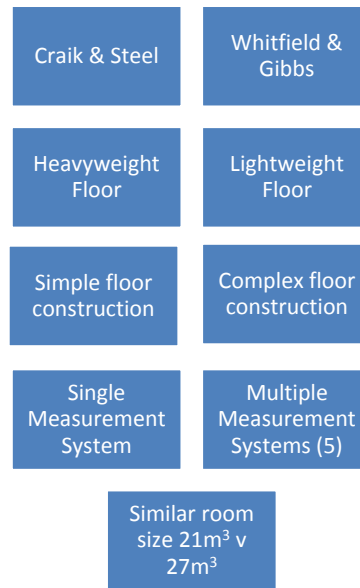 Craik & Steel
Whitfield &
Gibbs
Heavyweight
Floor
Lightweight
Floor
Simple floor
construction
Complex floor
construction
Single
Measurement
System
Multiple
Measurement
Systems (5)
Similar room
size 21m³ v
27m³